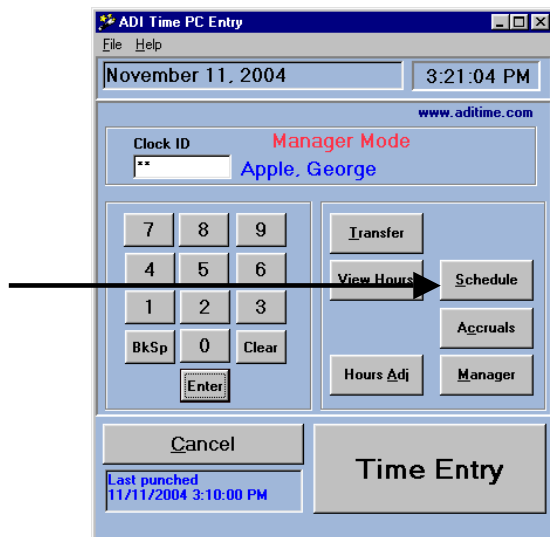 ADI Time PC Entry
File Help
November 11, 2004 3:21:04 PM
www.aditime.com
Clock ID Manager Mode
** Apple, George
7 8 9 Transfer
4 5 6 View Hours Schedule
1 2 3 Accruals
BkSp 0 Clear
Enter Hours Adj Manager
Cancel
Time Entry
Last punched
11/11/2004 3:10:00 PM